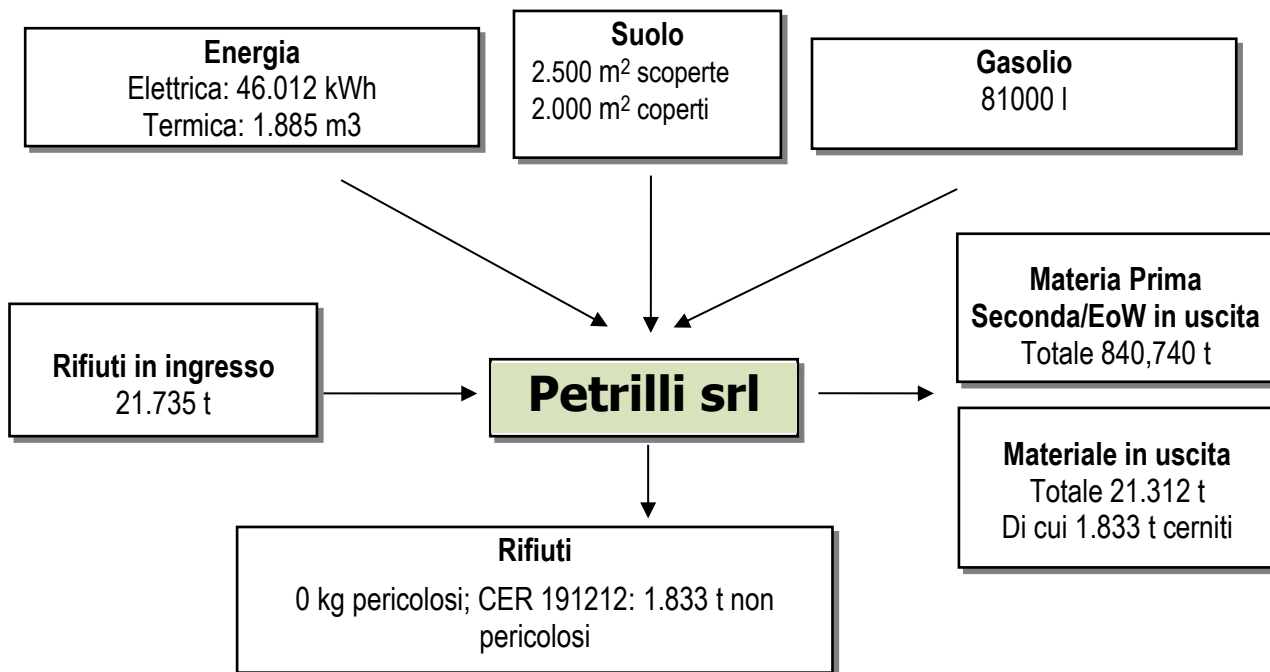 Energia
Elettrica: 46.012 kWh
Termica: 1.885 m3
Suolo
2.500 m² scoperte
2.000 m² coperti
Gasolio
81000 l
Rifiuti in ingresso
21.735 t
Petrilli srl
Materia Prima
Seconda/EoW in uscita
Totale 840,740 t
Materiale in uscita
Totale 21.312 t
Di cui 1.833 t cerniti
Rifiuti
0 kg pericolosi; CER 191212: 1.833 t non
pericolosi